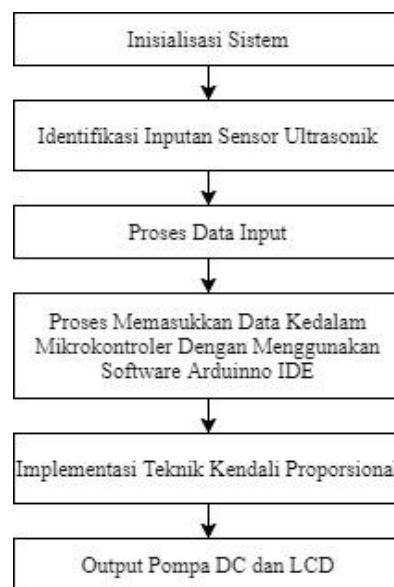 Inisialisasi Sistem
Identifikasi Inputan Sensor Ultrasonik
Proses Data Input
Proses Memasukkan Data Kedalam
Mikrokontroler Dengan Menggunakan
Software Arduinno IDE
Implementasi Teknik Kendali Proporsional
Output Pompa DC dan LCD